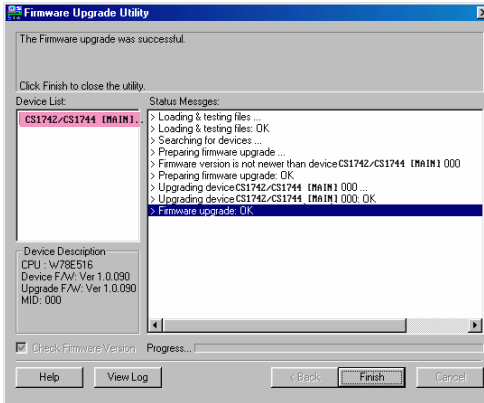 Firmware Upgrade Utility
The Firmware upgrade was successful.
Click Finish to close the utility.
Device List:
CS1742/CS1744 [MAIN]..
Status Messges:
> Loading & testing files ...
> Loading & testing files: OK
> Searching for devices ...
> Preparing firmware upgrade ...
> Firmware version is not newer than device CS1742/CS1744 [MAIN] 000
> Preparing firmware upgrade: OK
> Upgrading device CS1742/CS1744 [MAIN] 000 ...
> Upgrading device CS1742/CS1744 [MAIN] 000: OK
> Firmware upgrade: OK
Device Description
CPU : W78E516
Device F/W: Ver 1.0.090
Upgrade F/W: Ver 1.0.090
MID: 000
Check Firmware Version
Progress...
Help
View Log
< Back
Finish
Cancel